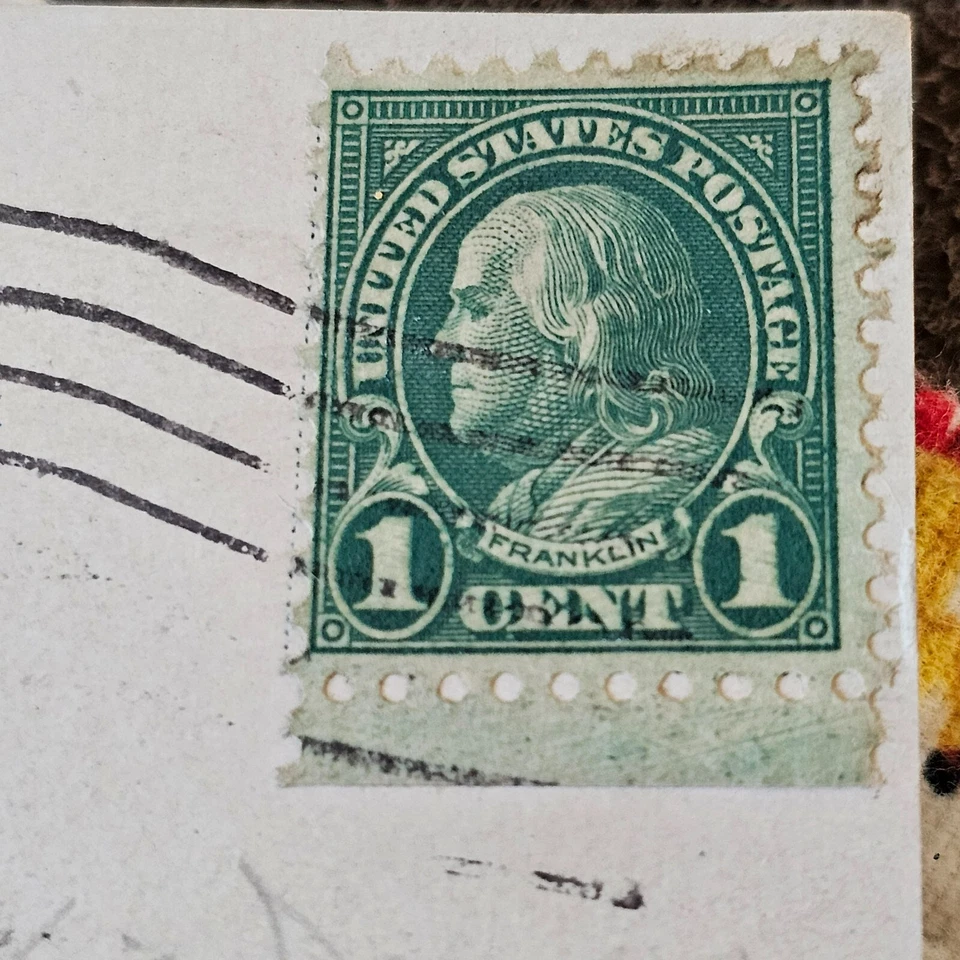 UNITED STATES POSTAGE
FRANKLIN
1 CENT 1